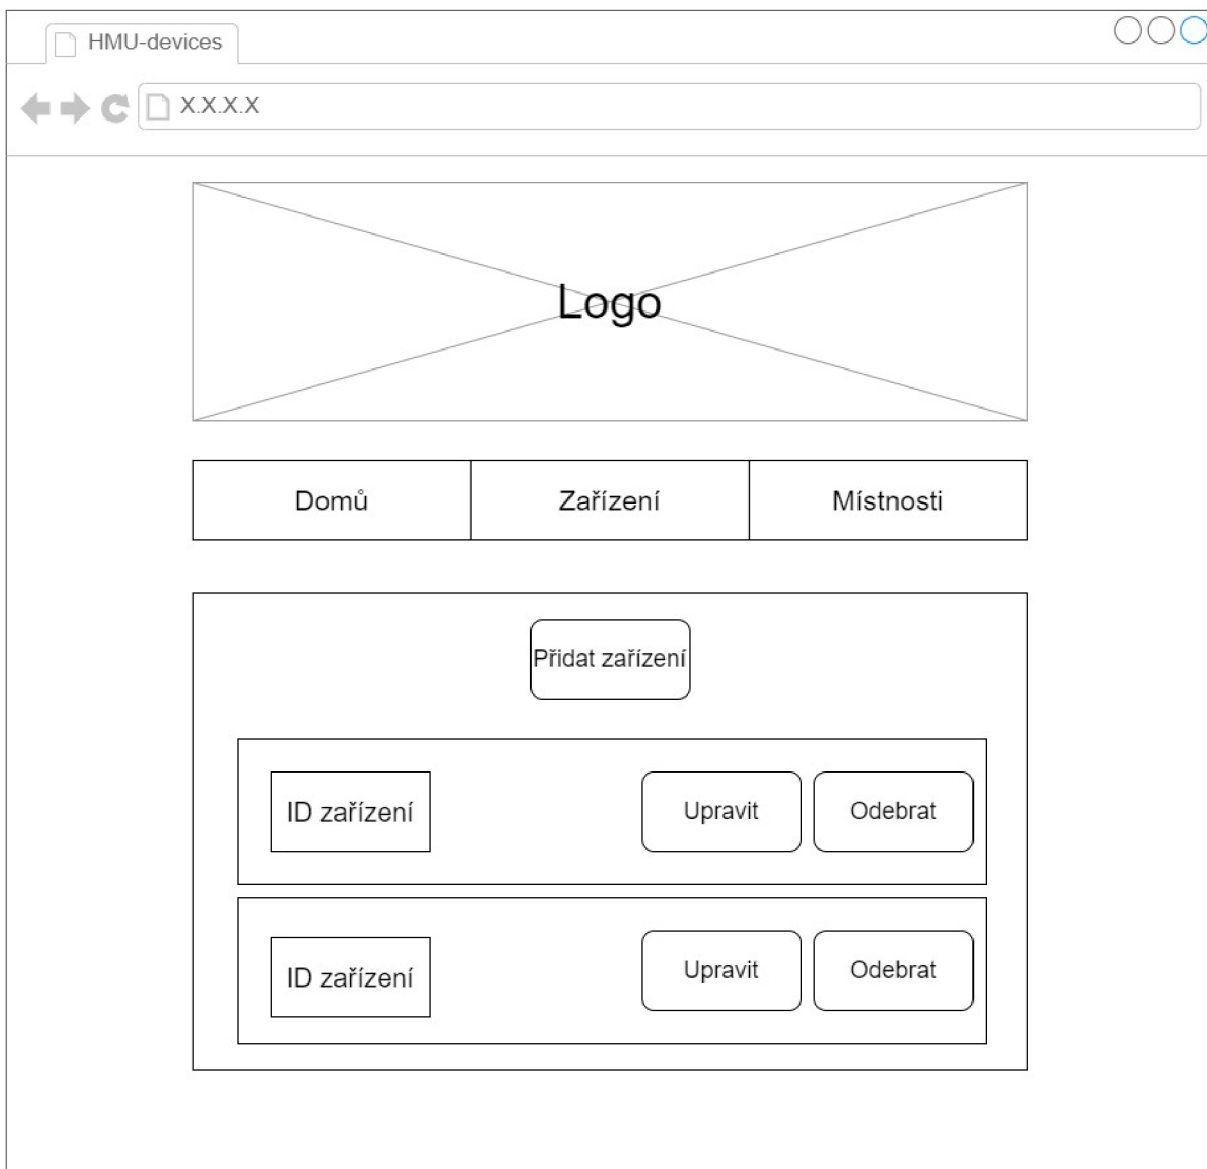 HMU-devices
X.X.X.X
Logo
Domů Zařízení Místnosti
Přidat zařízení
ID zařízení Upravit Odebrat
ID zařízení Upravit Odebrat